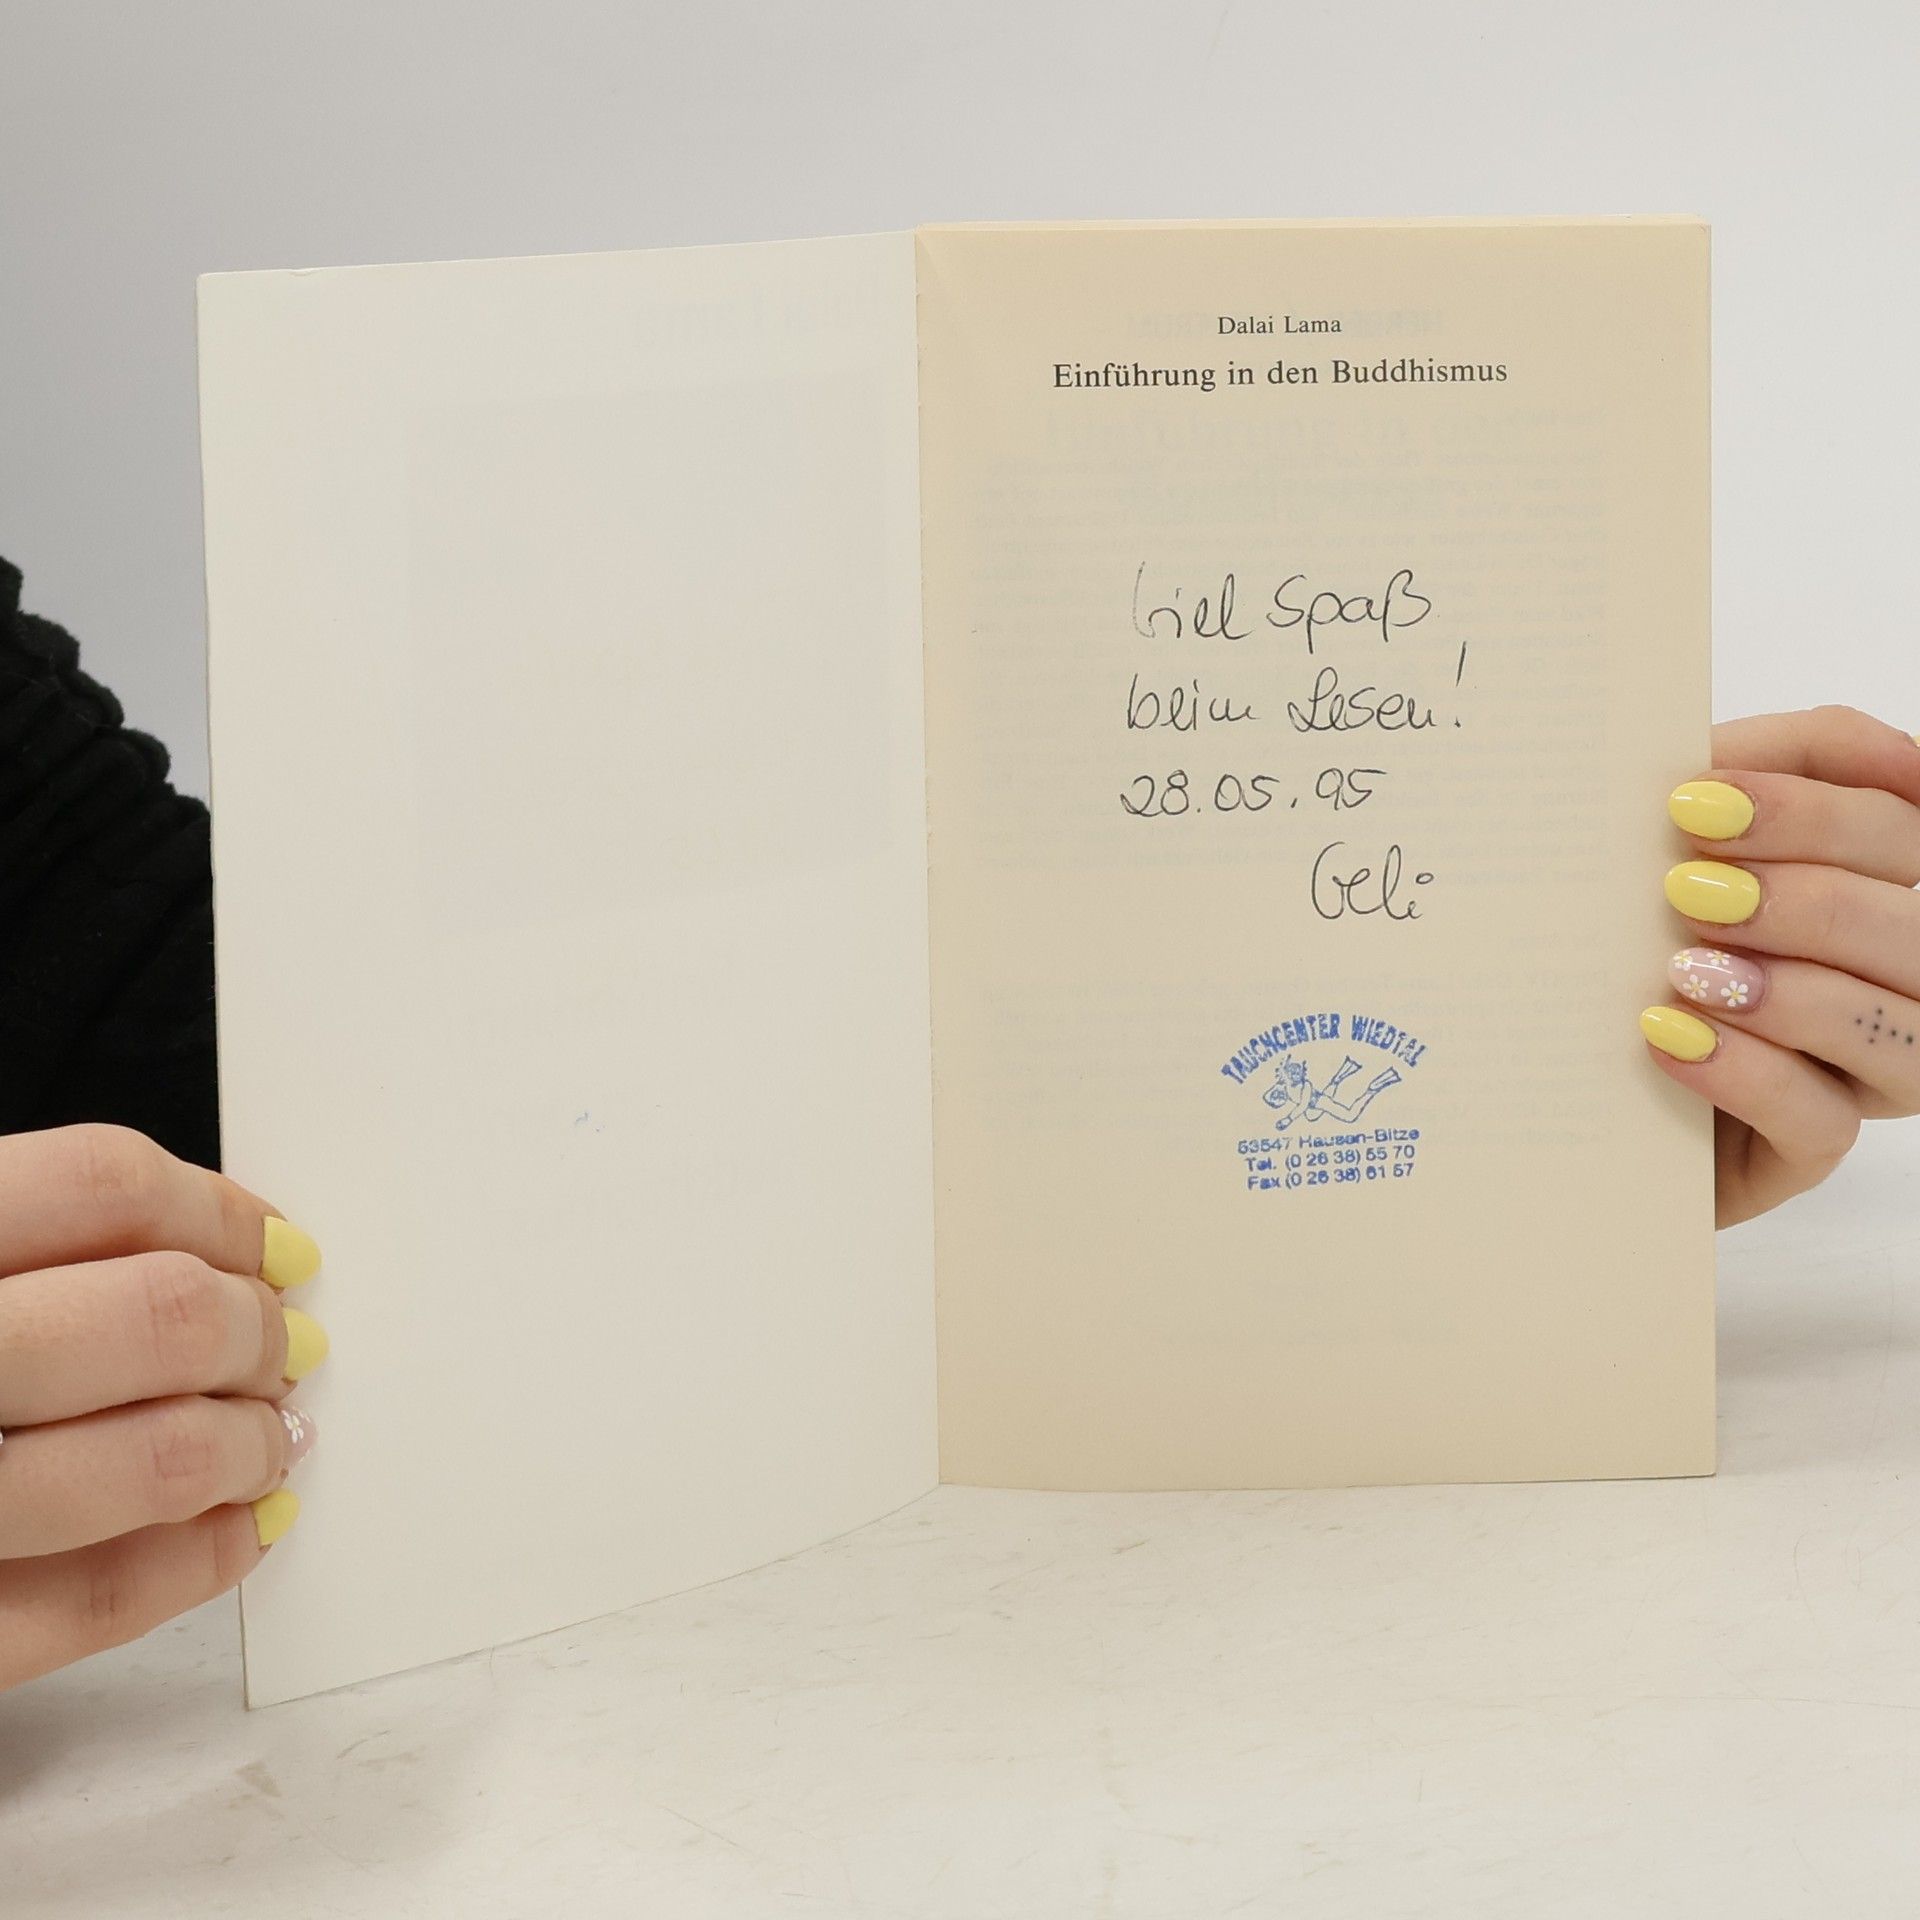 Dalai Lama
Einführung in den Buddhismus
Viel Spaß
beim Lesen!
28.05.95
Geli
TAUCHCENTER WIEDTAL
53547 Hausen-Bitze
Tel. (0 26 38) 55 70
Fax (0 26 38) 61 57